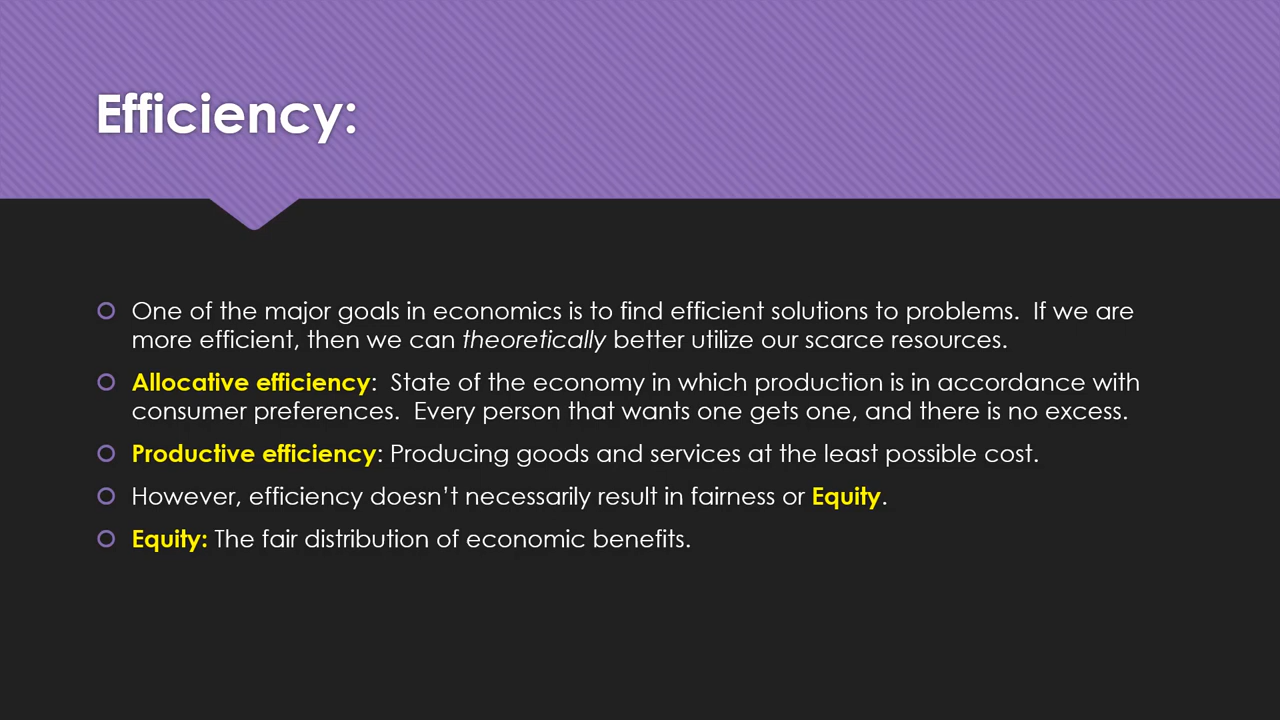 Efficiency:
One of the major goals in economics is to find efficient solutions to problems.  If we are
more efficient, then we can theoretically better utilize our scarce resources.
Allocative efficiency:  State of the economy in which production is in accordance with
consumer preferences.  Every person that wants one gets one, and there is no excess.
Productive efficiency: Producing goods and services at the least possible cost.
However, efficiency doesn’t necessarily result in fairness or Equity.
Equity: The fair distribution of economic benefits.